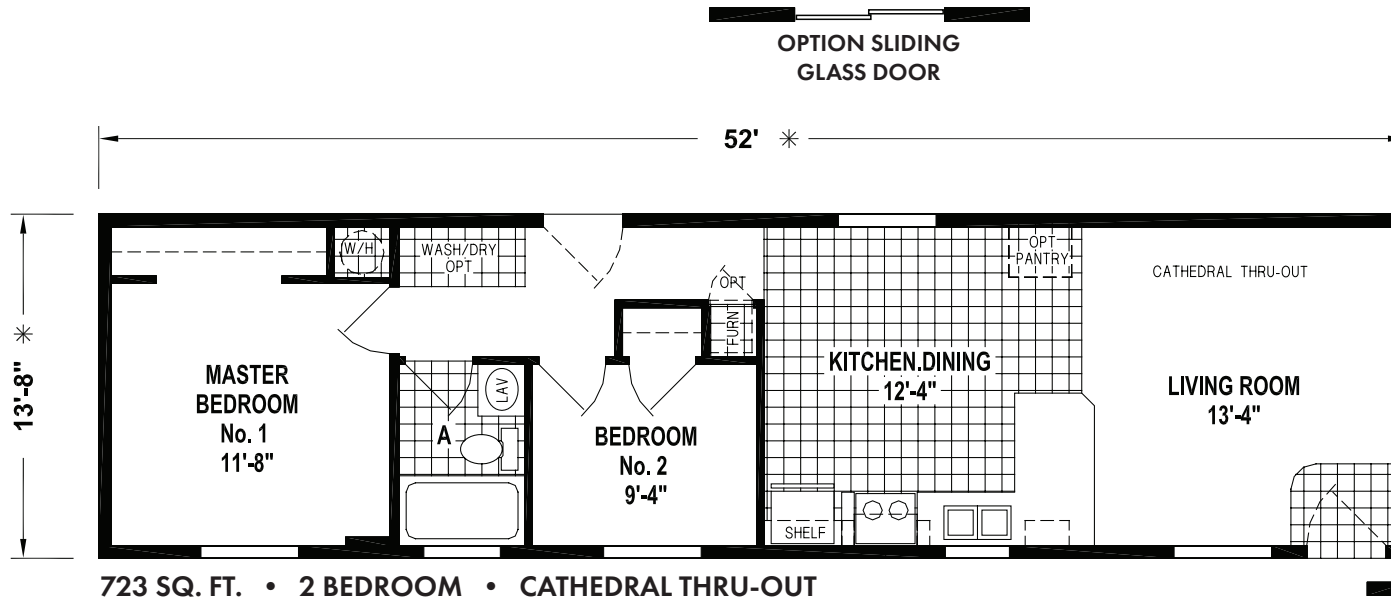 OPTION SLIDING
GLASS DOOR
52' ✳
13'-8" ✳
W/H
WASH/DRY
OPT
OPT
FURN
OPT
PANTRY
CATHEDRAL THRU-OUT
MASTER
BEDROOM
No. 1
11'-8"
LAV
A
BEDROOM
No. 2
9'-4"
KITCHEN.DINING
12'-4"
LIVING ROOM
13'-4"
SHELF
723 SQ. FT. • 2 BEDROOM • CATHEDRAL THRU-OUT